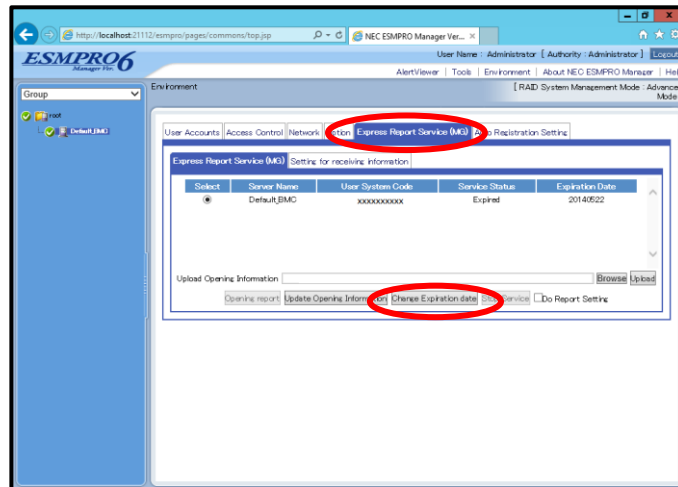 http://localhost:21112/esmpro/pages/commons/top.jsp
NEC ESMPRO Manager Ver...
ESMPRO6
Manager Ver.
User Name : Administrator [ Authority : Administrator ] Logout
AlertViewer | Tools | Environment | About NEC ESMPRO Manager | Hel
Group
Environment
[ RAID System Management Mode : Advance
Mode
root
Default_BMC
User Accounts Access Control Network Express Report Service (MG) Registration Setting
Express Report Service (MG) Setting for receiving information
Select Server Name User System Code Service Status Expiration Date
Default_BMC xxxxxxxxxx Expired 20140522
Upload Opening Information Browse Upload
Opening report Update Opening Information Change Expiration date Service Do Report Setting